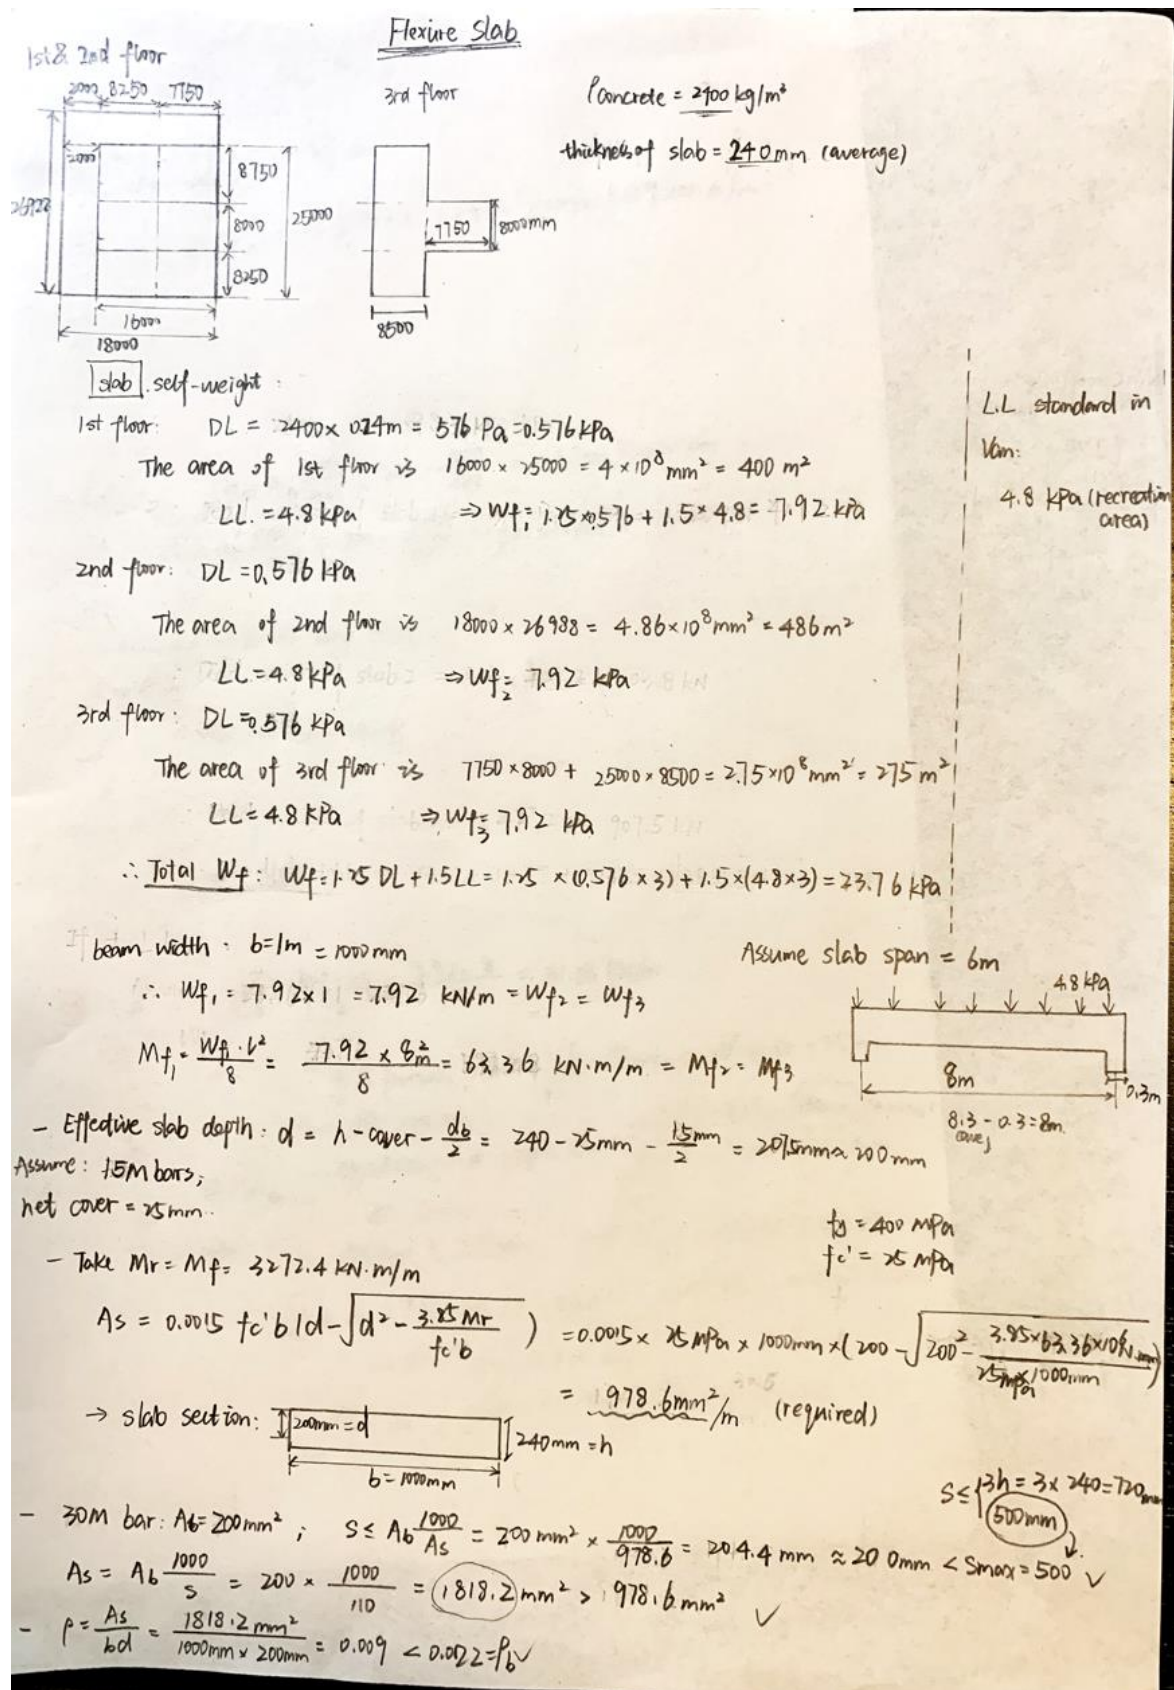 Flexure Slab
1st & 2nd floor
2000 8250 7750
3rd floor
ρconcrete = 2400 kg/m³
thickness of slab = 240mm (average)
2000
8750
8000
8250
25000
16000
18000
7750
8000mm
8500
slab self-weight:
L.L standard in
Van:
4.8 kPa (recreation
area)
1st floor: DL = 2400 × 0.24m = 576 Pa = 0.576 kPa
The area of 1st floor is 16000 × 25000 = 4 × 10⁸ mm² = 400 m²
LL. = 4.8 kPa ⇒ Wf₁ = 1.25×0.576 + 1.5 × 4.8 = 7.92 kPa
2nd floor: DL = 0.576 kPa
The area of 2nd floor is 18000 × 26988 = 4.86×10⁸ mm² = 486 m²
LL = 4.8 kPa ⇒ Wf₂ = 7.92 kPa
3rd floor: DL = 0.576 kPa
The area of 3rd floor is 7750 × 8000 + 25000 × 8500 = 2.75×10⁸ mm² = 275 m²
LL = 4.8 kPa ⇒ Wf₃ = 7.92 kPa
∴ Total Wf: Wf = 1.25 DL + 1.5LL = 1.25 × (0.576 × 3) + 1.5 × (4.8 × 3) = 23.76 kPa
beam width: b = 1m = 1000mm
Assume slab span = 6m
∴ Wf₁ = 7.92 × 1 = 7.92 kN/m = Wf₂ = Wf₃
4.8 kPa
Mf₁ = Wf₁·l²/8 = 7.92 × 8m²/8 = 63.36 kN·m/m = Mf₂ = Mf₃
8m
0.3m
8.3 - 0.3 = 8m
- Effective slab depth: d = h - cover - db/2 = 240 - 25mm - 15mm/2 = 207.5mm ≈ 200mm
Assume: 15M bars,
net cover = 25mm.
fy = 400 MPa
fc' = 25 MPa
- Take Mr = Mf = 3272.4 kN·m/m
As = 0.0015 fc' b (d - √(d² - 3.85 Mr/fc'b)) = 0.0015 × 25 MPa × 1000mm × (200 - √(200² - 3.85×63.36×10⁶N·mm/25mpa×1000mm))
= 978.6mm²/m (required)
→ slab section:
200mm = d
240mm = h
b = 1000mm
s ≤ { 3h = 3 × 240 = 720mm
500mm
- 30M bar: Ab = 200mm²; S ≤ Ab 1000/As = 200 mm² × 1000/978.6 = 204.4 mm ≈ 200mm < Smax = 500 ✓
As = Ab 1000/s = 200 × 1000/110 = 1818.2 mm² > 978.6 mm² ✓
- ρ = As/bd = 1818.2 mm²/1000mm × 200mm = 0.009 < 0.022 = ρb ✓